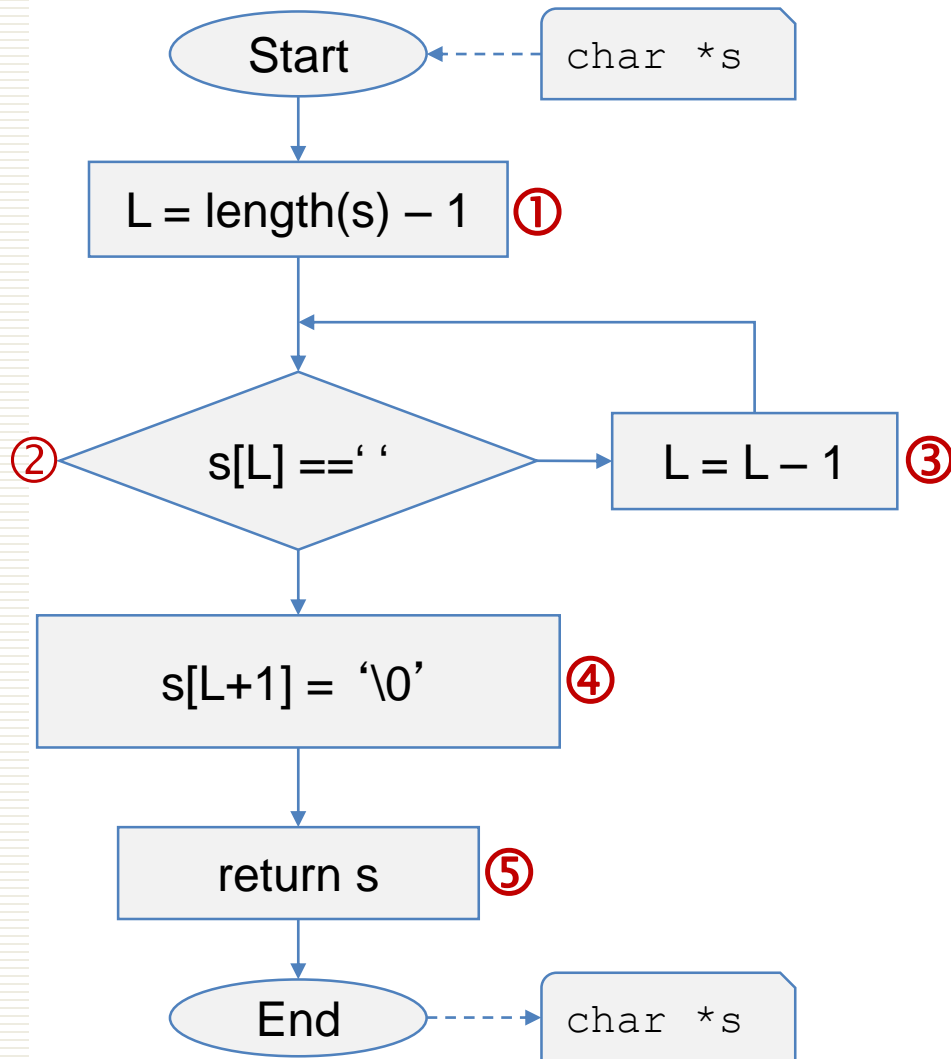 Start
char *s
L = length(s) – 1 ①
② s[L] ==‘ ‘
L = L – 1 ③
s[L+1] = ‘\0’ ④
return s ⑤
End
char *s